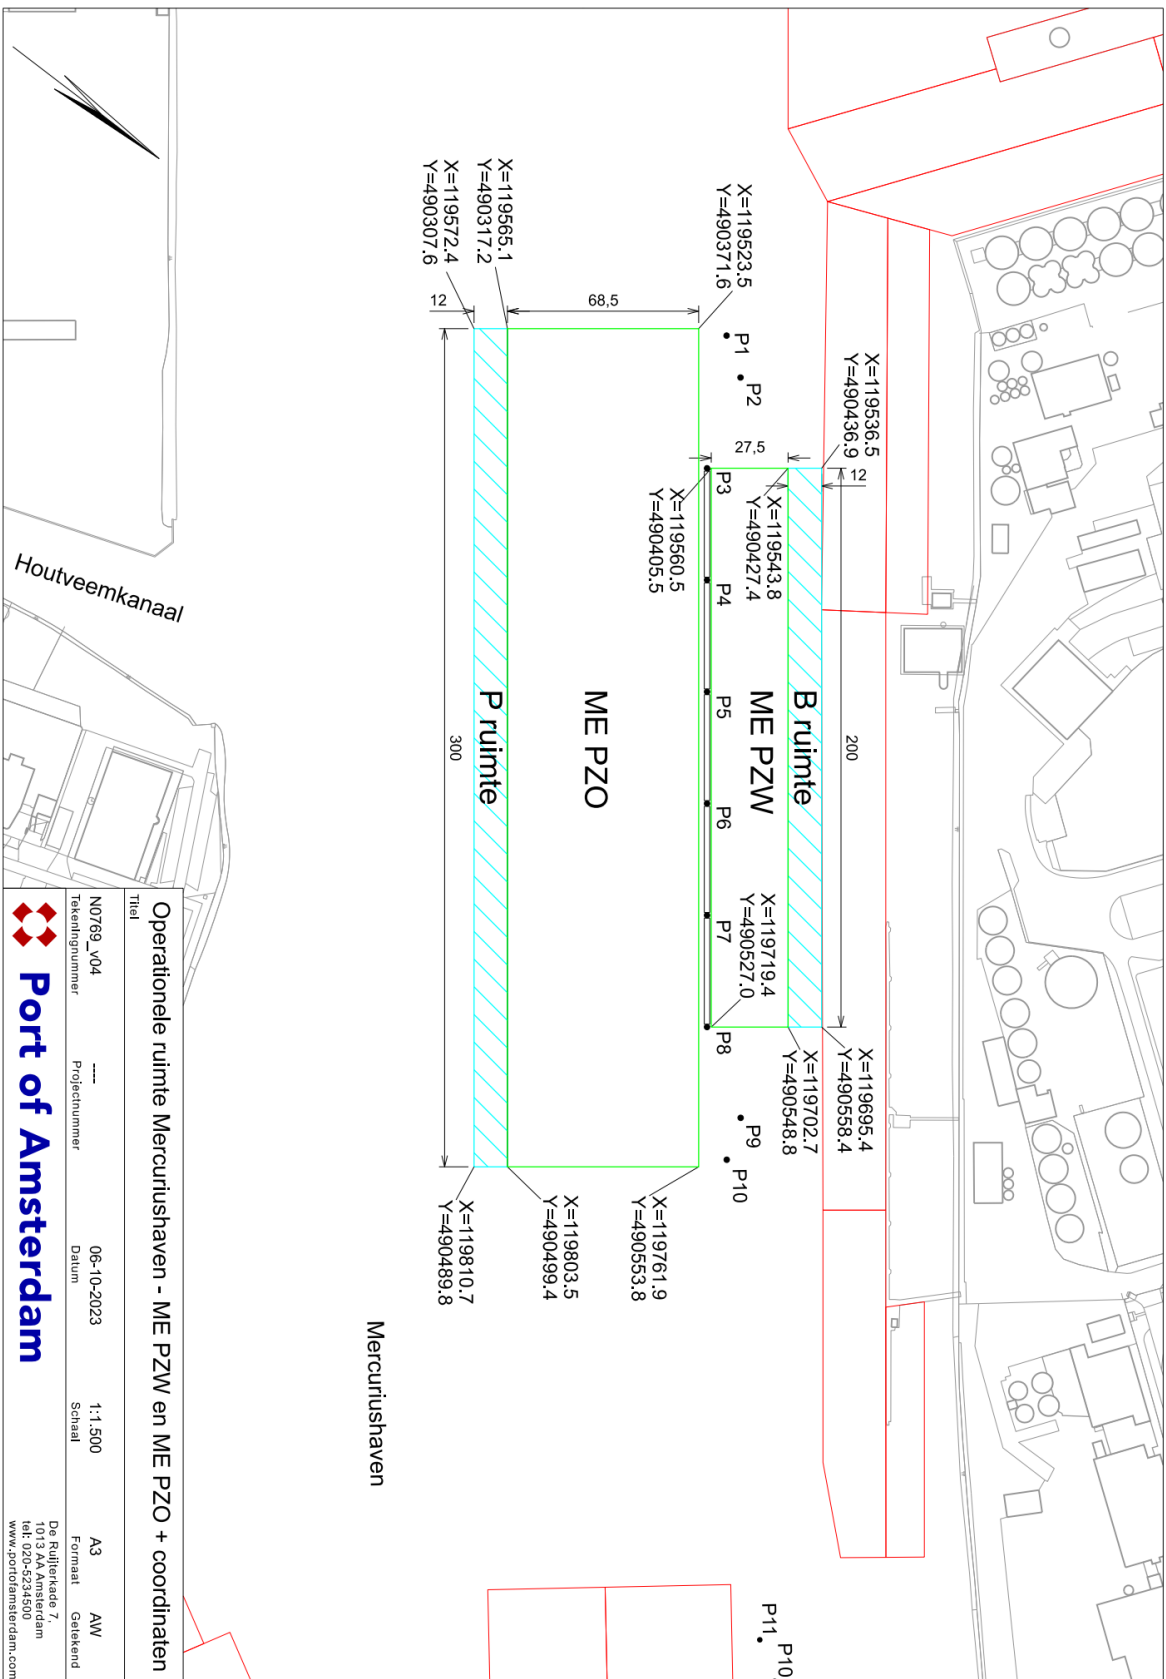 X=119536.5
Y=490436.9
12
200
X=119695.4
Y=490558.4
X=119523.5
Y=490371.6
P1
P2
27,5
X=119543.8
Y=490427.4
B ruimte
X=119702.7
Y=490548.8
P3
P4
P5
P6
P7
P8
P9
P10
ME PZW
X=119719.4
Y=490527.0
X=119560.5
Y=490405.5
X=119565.1
Y=490317.2
68,5
ME PZO
X=119761.9
Y=490553.8
X=119803.5
Y=490499.4
X=119572.4
Y=490307.6
12
P ruimte
300
X=119810.7
Y=490489.8
P11
P10
Mercuriushaven
Houtveemkanaal
Operationele ruimte Mercuriushaven - ME PZW en ME PZO + coordinaten
Titel
N0769_v04
Tekeningnummer
----
Projectnummer
06-10-2023
Datum
1:1.500
Schaal
A3
Formaat
AW
Getekend
Port of Amsterdam
De Ruijterkade 7,
1013 AA Amsterdam
tel: 020-5234500
www.portofamsterdam.com